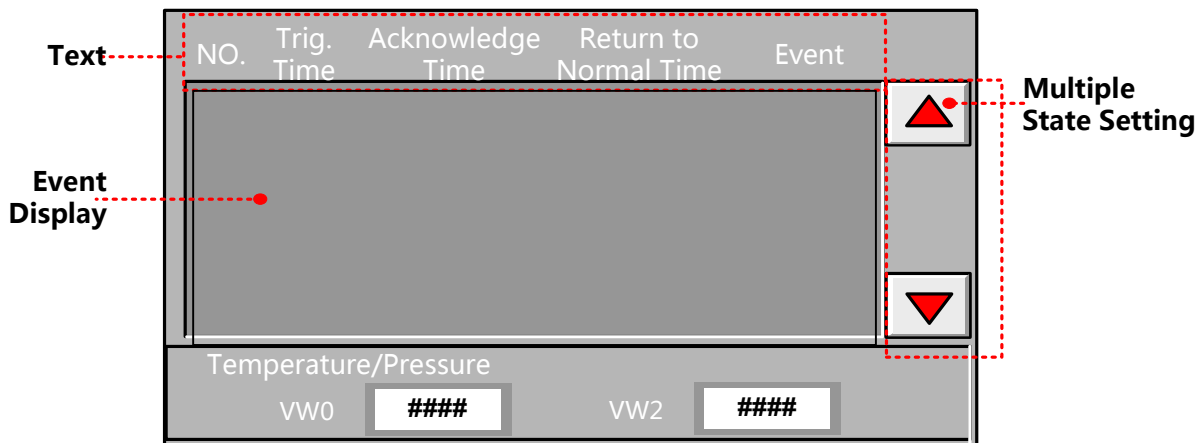 Text
NO.
Trig.
Time
Acknowledge
Time
Return to
Normal Time
Event
Multiple
State Setting
Event
Display
Temperature/Pressure
VW0
####
VW2
####